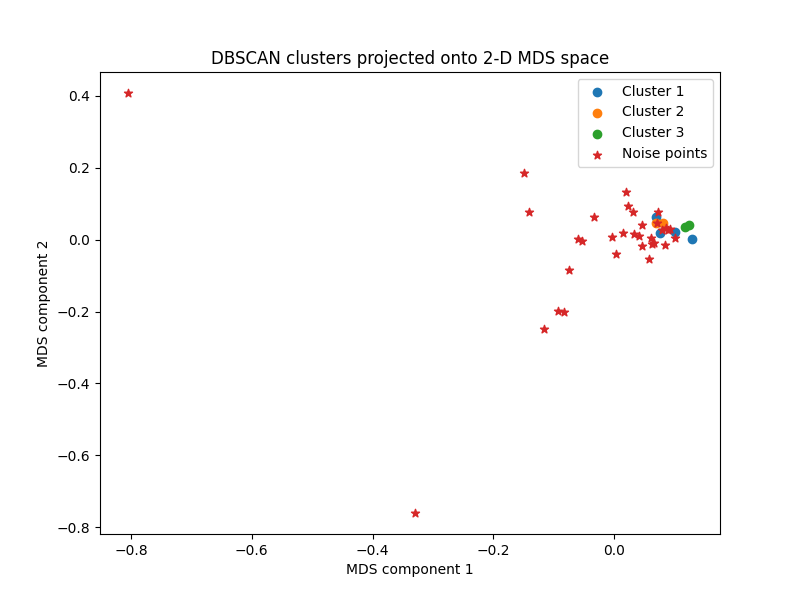 DBSCAN clusters projected onto 2-D MDS space
Cluster 1
Cluster 2
Cluster 3
Noise points
0.4
0.2
0.0
−0.2
−0.4
−0.6
−0.8
MDS component 2
−0.8
−0.6
−0.4
−0.2
0.0
MDS component 1